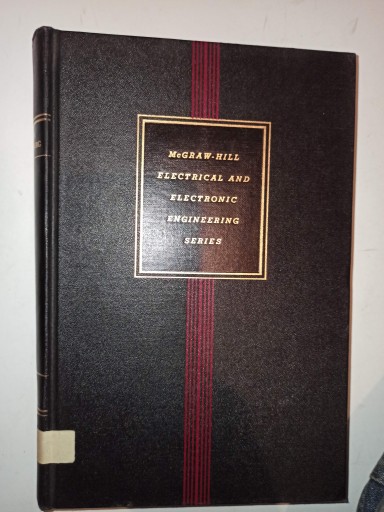 McGRAW-HILL
ELECTRICAL AND
ELECTRONIC
ENGINEERING
SERIES